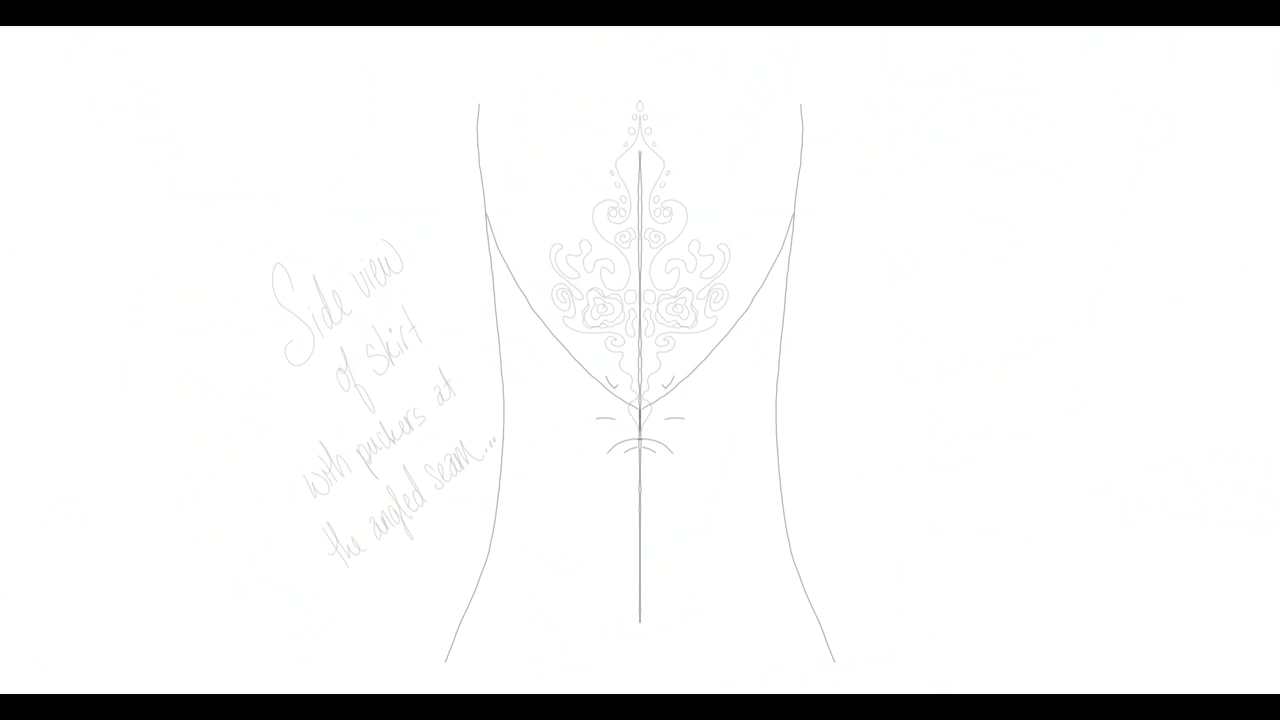 Side view
of skirt
with puckers at
the angled seam...